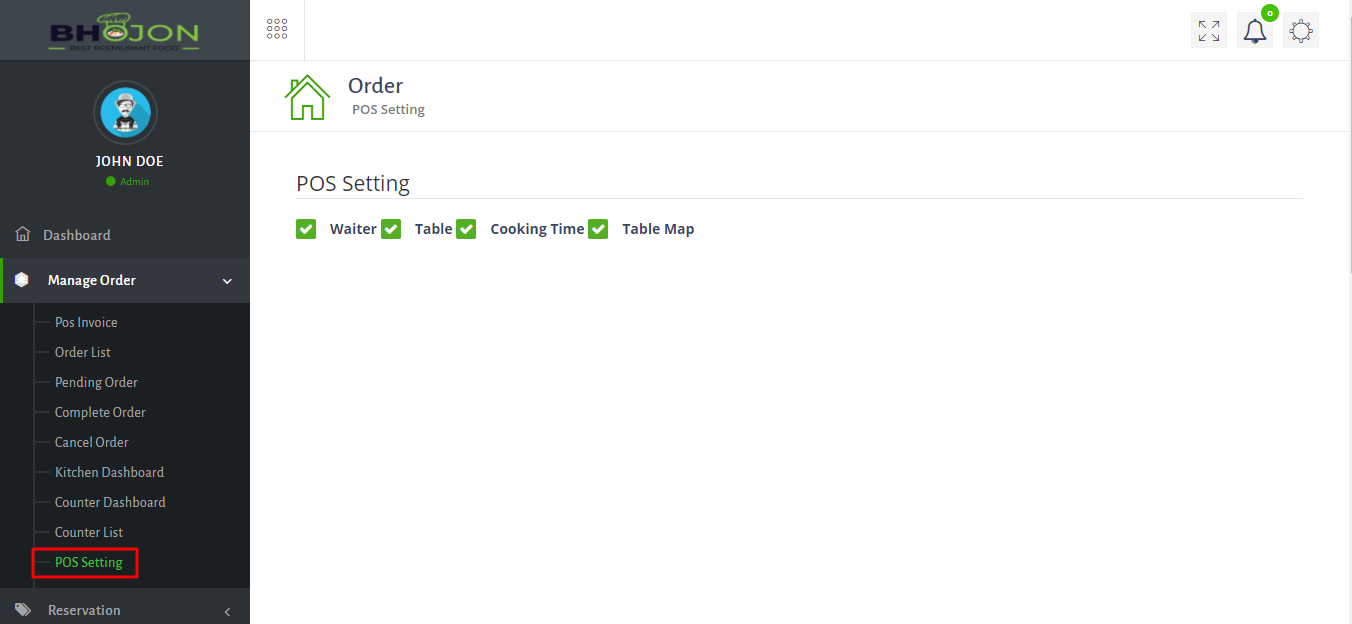 BHOJON
BEST RESTAURANT FOOD
0
Order
POS Setting
JOHN DOE
Admin
Dashboard
Manage Order
Pos Invoice
Order List
Pending Order
Complete Order
Cancel Order
Kitchen Dashboard
Counter Dashboard
Counter List
POS Setting
Reservation
POS Setting
Waiter Table Cooking Time Table Map